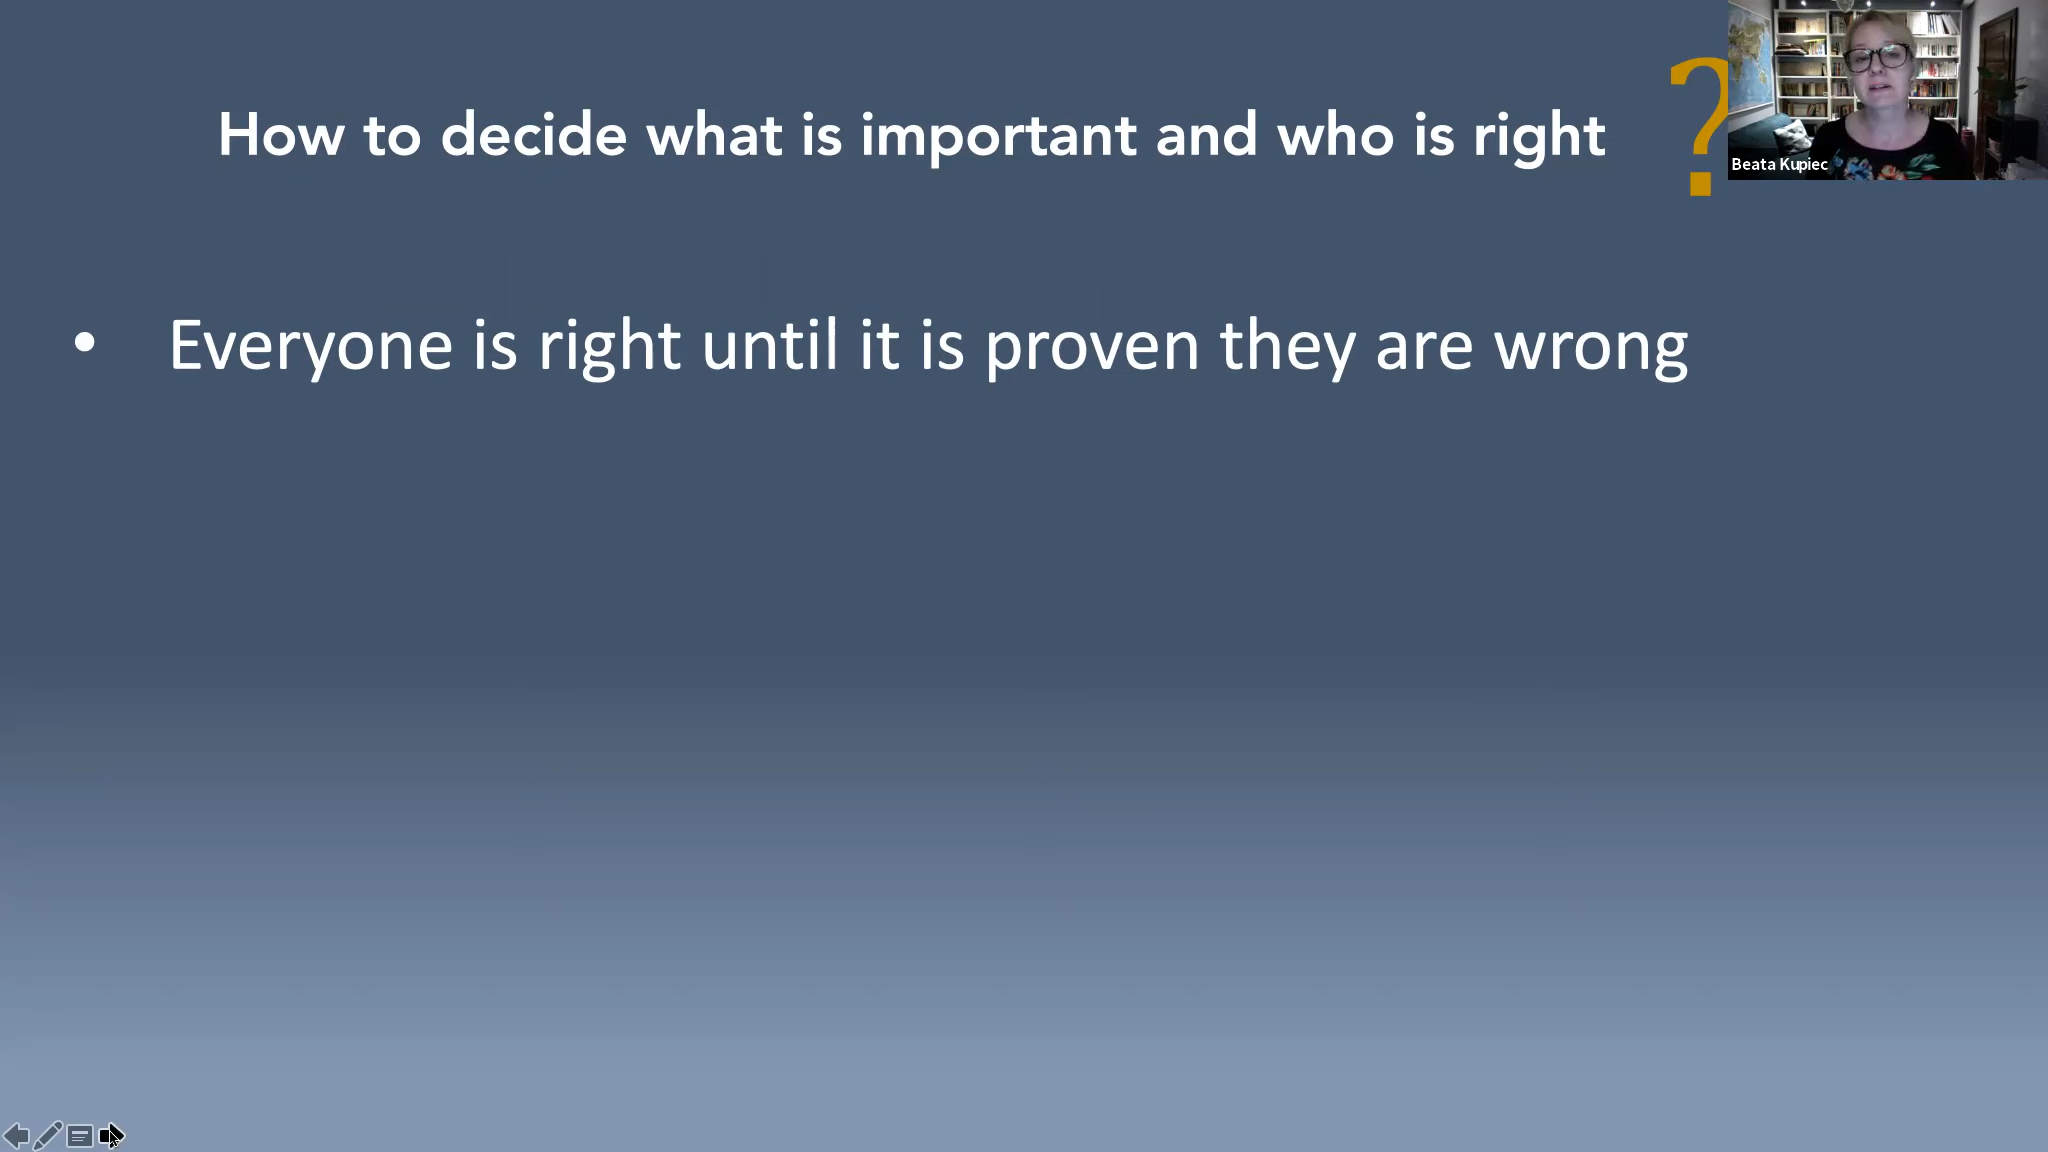 How to decide what is important and who is right ?
Beata Kupiec
• Everyone is right until it is proven they are wrong